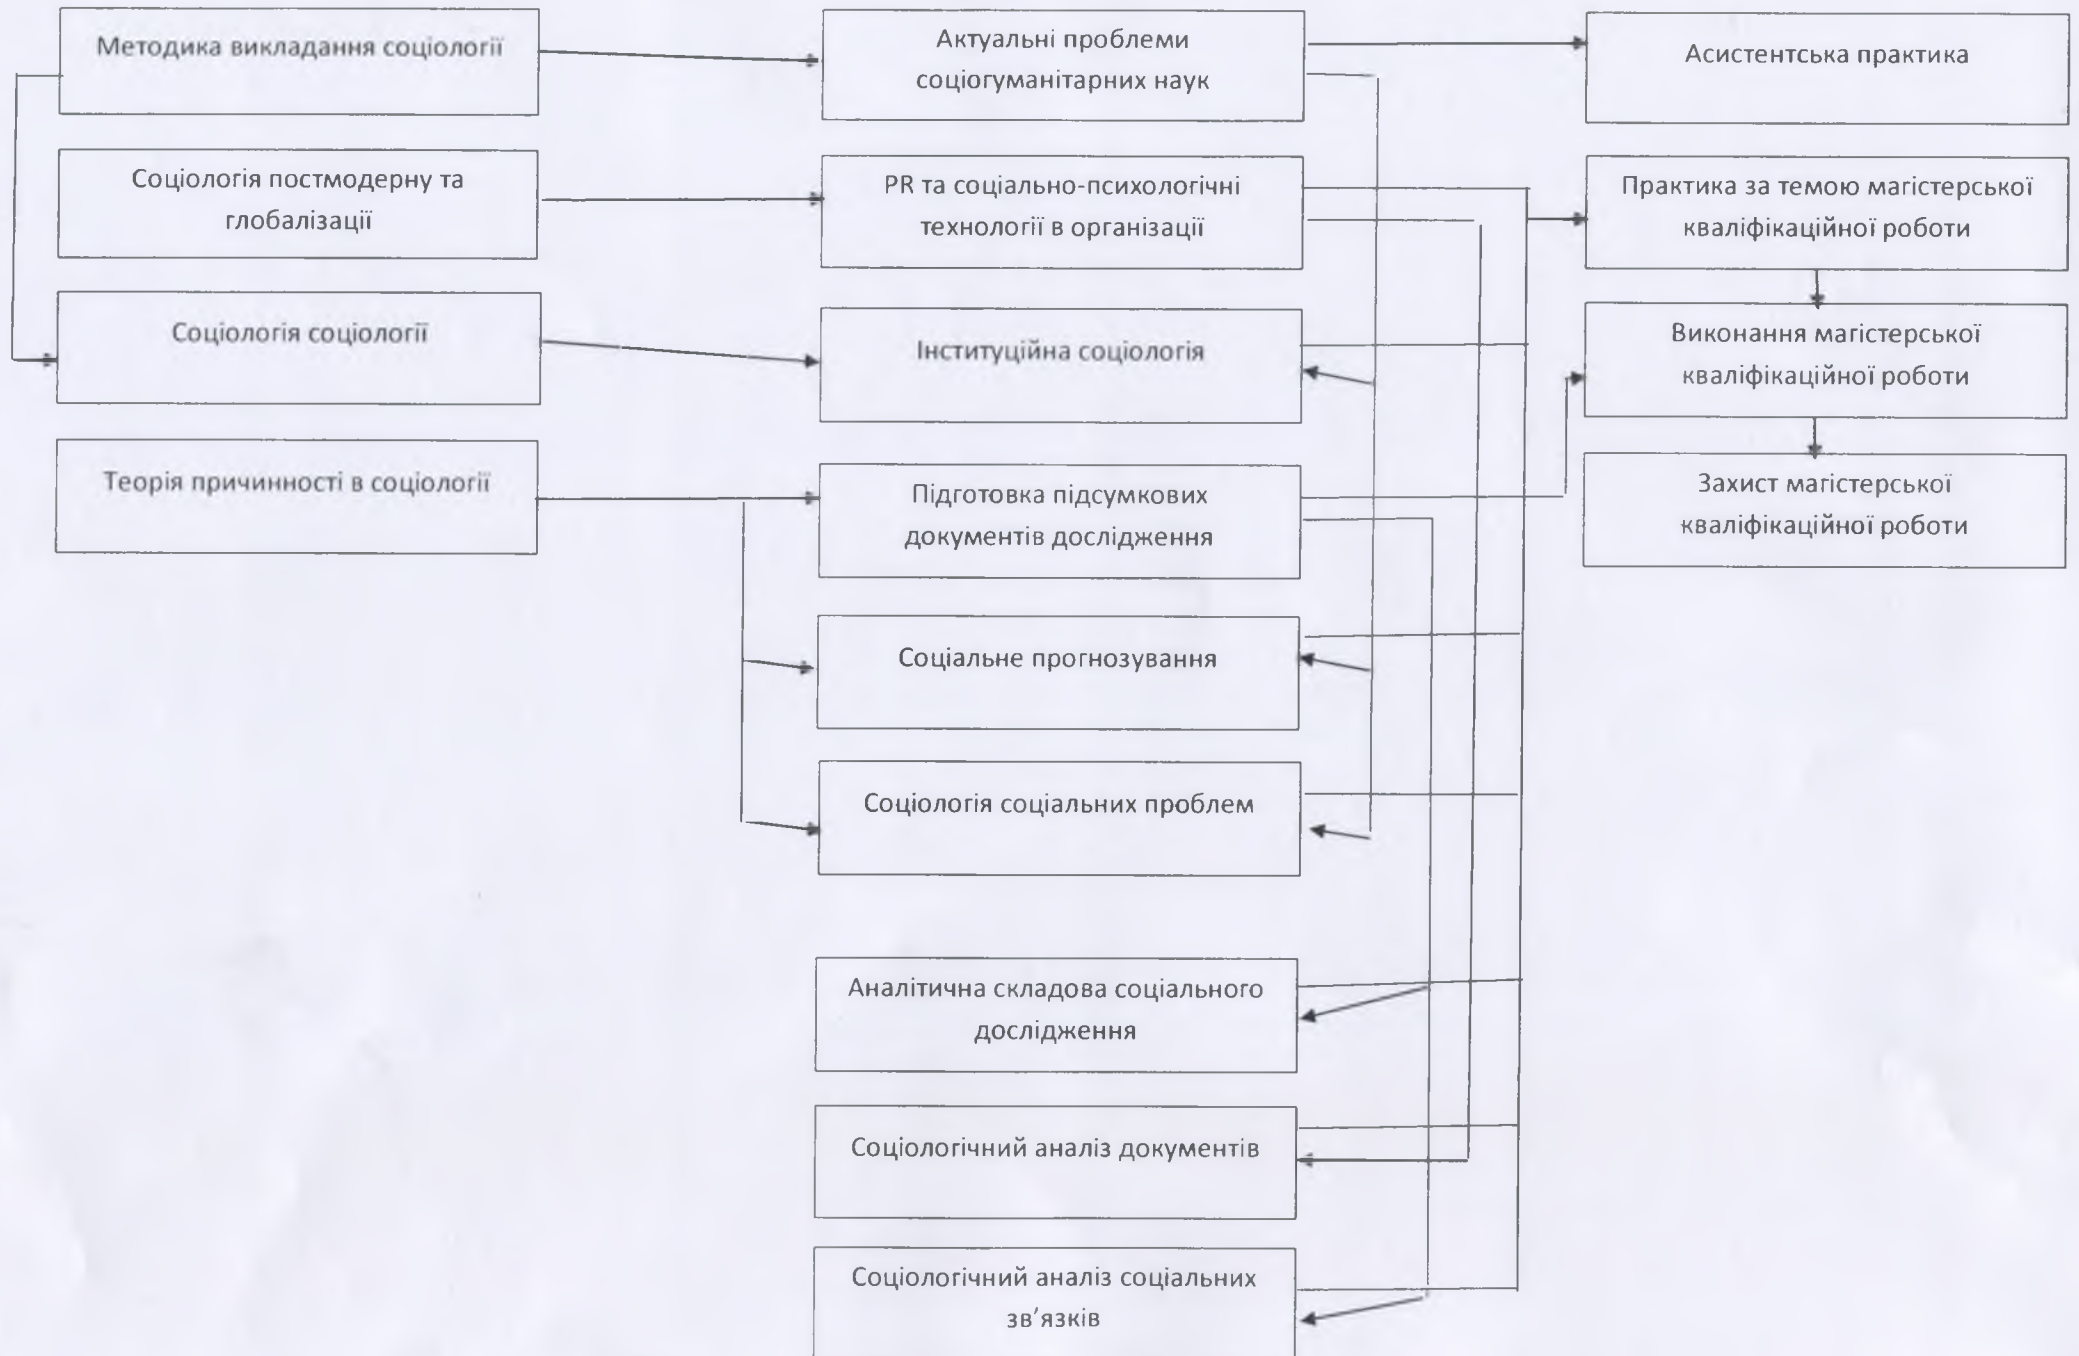 Методика викладання соціології
Соціологія постмодерну та
глобалізації
Соціологія соціології
Теорія причинності в соціології
Актуальні проблеми
соціогуманітарних наук
PR та соціально-психологічні
технології в організації
Інституційна соціологія
Підготовка підсумкових
документів дослідження
Соціальне прогнозування
Соціологія соціальних проблем
Аналітична складова соціального
дослідження
Соціологічний аналіз документів
Соціологічний аналіз соціальних
зв’язків
Асистентська практика
Практика за темою магістерської
кваліфікаційної роботи
Виконання магістерської
кваліфікаційної роботи
Захист магістерської
кваліфікаційної роботи